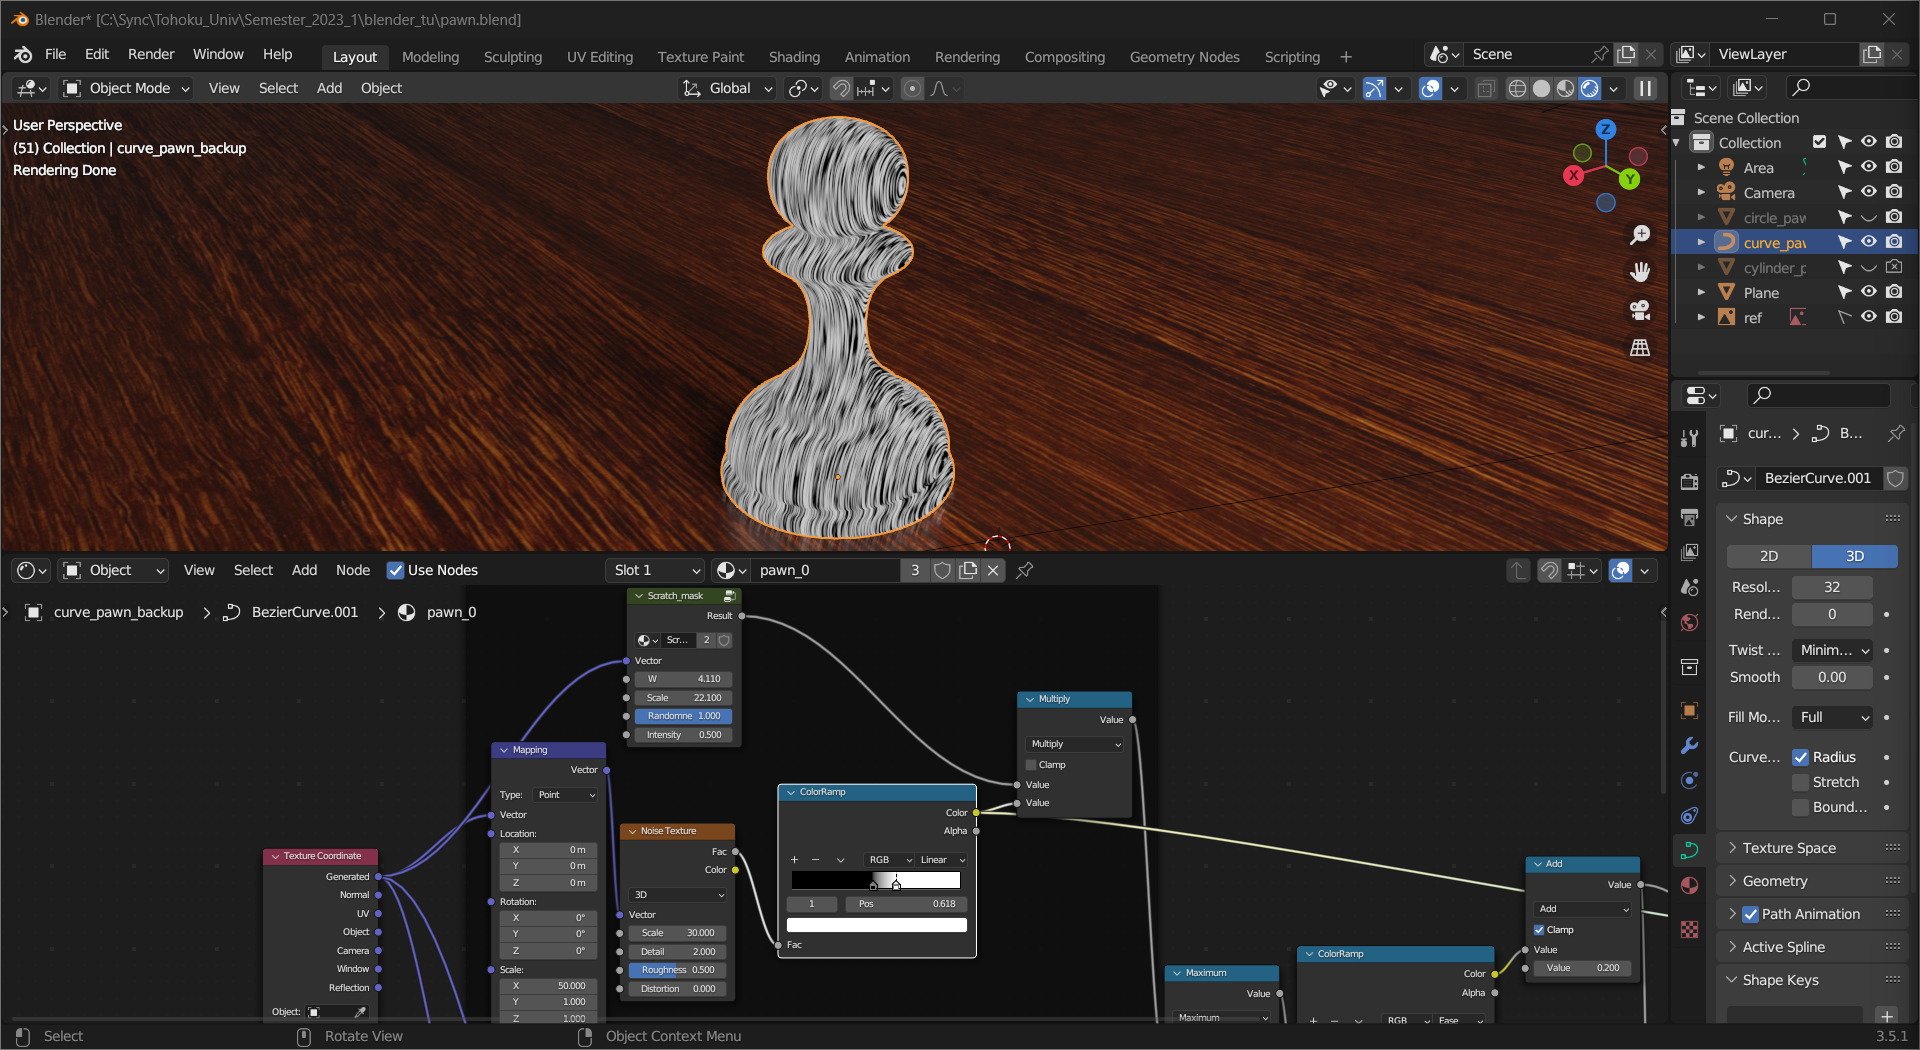 Blender* [C:\Sync\Tohoku_Univ\Semester_2023_1\blender_tu\pawn.blend]
File Edit Render Window Help Layout Modeling Sculpting UV Editing Texture Paint Shading Animation Rendering Compositing Geometry Nodes Scripting + Scene ViewLayer
Object Mode View Select Add Object Global
User Perspective
(51) Collection | curve_pawn_backup
Rendering Done
Z
X
Y
Scene Collection
Collection
Area
Camera
circle_paw
curve_pa
cylinder_p
Plane
ref
cur... B...
BezierCurve.001
Shape
2D 3D
Resol... 32
Rend... 0
Twist ... Minim...
Smooth 0.00
Fill Mo... Full
Curve... Radius
Stretch
Bound...
Texture Space
Geometry
Path Animation
Active Spline
Shape Keys
Object View Select Add Node Use Nodes Slot 1 pawn_0 3
curve_pawn_backup BezierCurve.001 pawn_0
Scratch_mask
Result
Scr... 2
Vector
W 4.110
Scale 22.100
Randomne 1.000
Intensity 0.500
Mapping
Vector
Type: Point
Vector
Location:
X 0 m
Y 0 m
Z 0 m
Rotation:
X 0°
Y 0°
Z 0°
Scale:
X 50.000
Y 1.000
Z 1.000
Texture Coordinate
Generated
Normal
UV
Object
Camera
Window
Reflection
Object:
Noise Texture
Fac
Color
3D
Vector
Scale 30.000
Detail 2.000
Roughness 0.500
Distortion 0.000
ColorRamp
Color
Alpha
RGB Linear
1 Pos 0.618
Fac
Multiply
Value
Multiply
Clamp
Value
Value
Maximum
Value
Maximum
ColorRamp
Color
Alpha
RGB Ease
Add
Value
Add
Clamp
Value
Value 0.200
Select Rotate View Object Context Menu 3.5.1